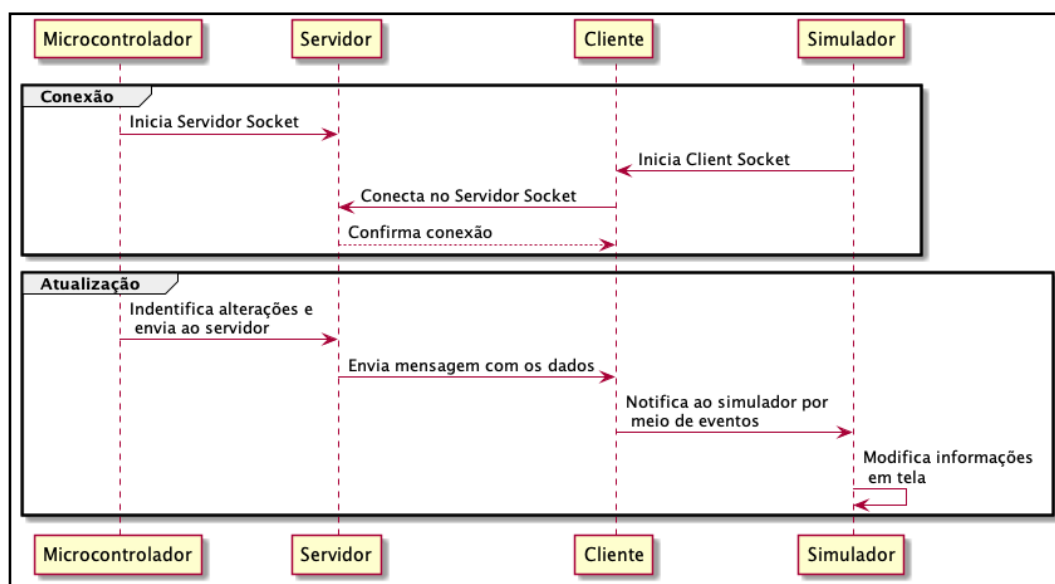 Microcontrolador Servidor Cliente Simulador
Conexão
Inicia Servidor Socket
Inicia Client Socket
Conecta no Servidor Socket
Confirma conexão
Atualização
Indentifica alterações e
envia ao servidor
Envia mensagem com os dados
Notifica ao simulador por
meio de eventos
Modifica informações
em tela
Microcontrolador Servidor Cliente Simulador